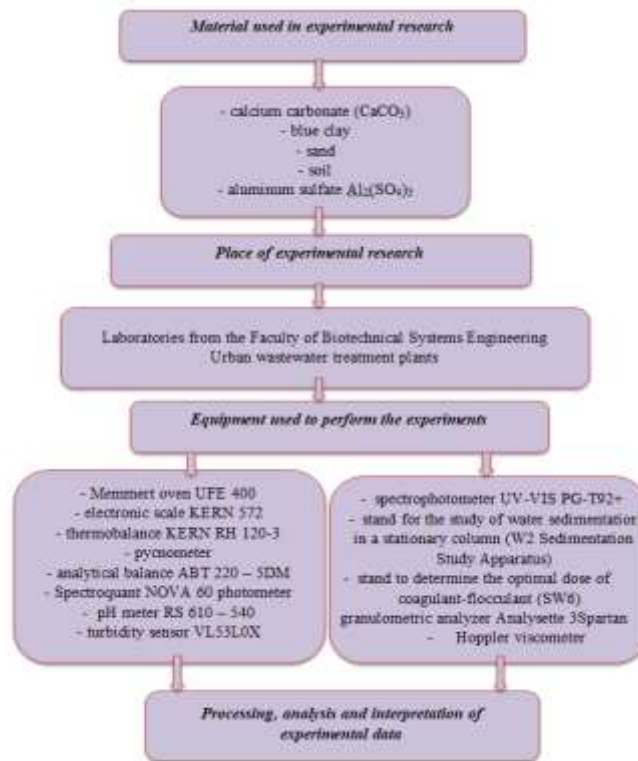 Material used in experimental research
- calcium carbonate (CaCO₃)
- blue clay
- sand
- soil
- aluminum sulfate Al₂(SO₄)₃
Place of experimental research
Laboratories from the Faculty of Biotechnical Systems Engineering
Urban wastewater treatment plants
Equipment used to perform the experiments
- Memmert oven UFE 400
- electronic scale KERN 572
- thermobalance KERN RH 120-3
- pycnometer
- analytical balance ABT 220 – 5DM
- Spectroquant NOVA 60 photometer
- pH meter RS 610 – 540
- turbidity sensor VL53L0X
- spectrophotometer UV-VIS PG-T92+
- stand for the study of water sedimentation
in a stationary column (W2 Sedimentation
Study Apparatus)
- stand to determine the optimal dose of
coagulant-flocculant (SW6)
granulometric analyzer Analysette 3Spartan
- Hoppler viscometer
Processing, analysis and interpretation of
experimental data